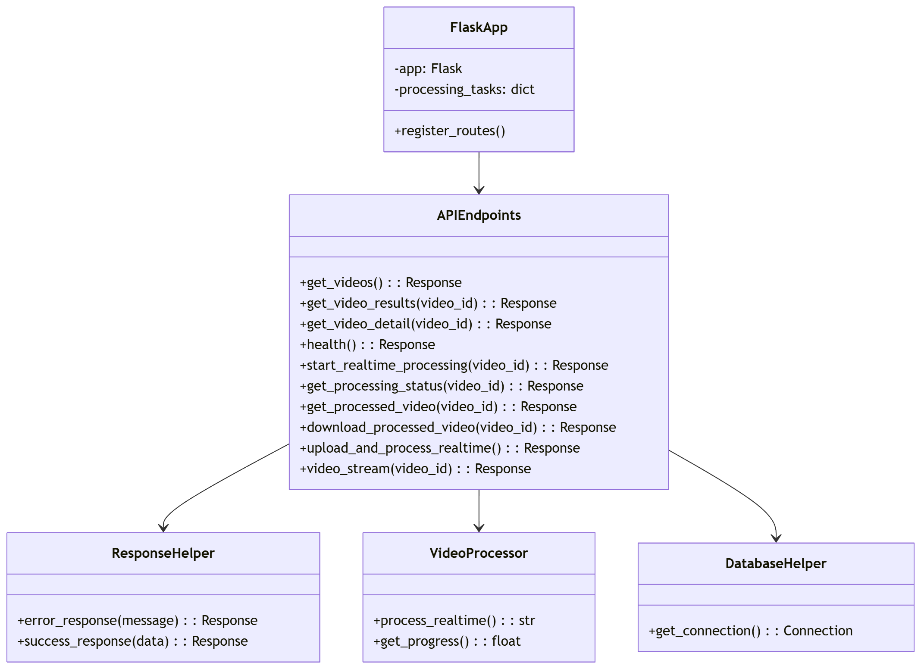 FlaskApp
-app: Flask
-processing_tasks: dict
+register_routes()
APIEndpoints
+get_videos() : : Response
+get_video_results(video_id) : : Response
+get_video_detail(video_id) : : Response
+health() : : Response
+start_realtime_processing(video_id) : : Response
+get_processing_status(video_id) : : Response
+get_processed_video(video_id) : : Response
+download_processed_video(video_id) : : Response
+upload_and_process_realtime() : : Response
+video_stream(video_id) : : Response
ResponseHelper
+error_response(message) : : Response
+success_response(data) : : Response
VideoProcessor
+process_realtime() : : str
+get_progress() : : float
DatabaseHelper
+get_connection() : : Connection